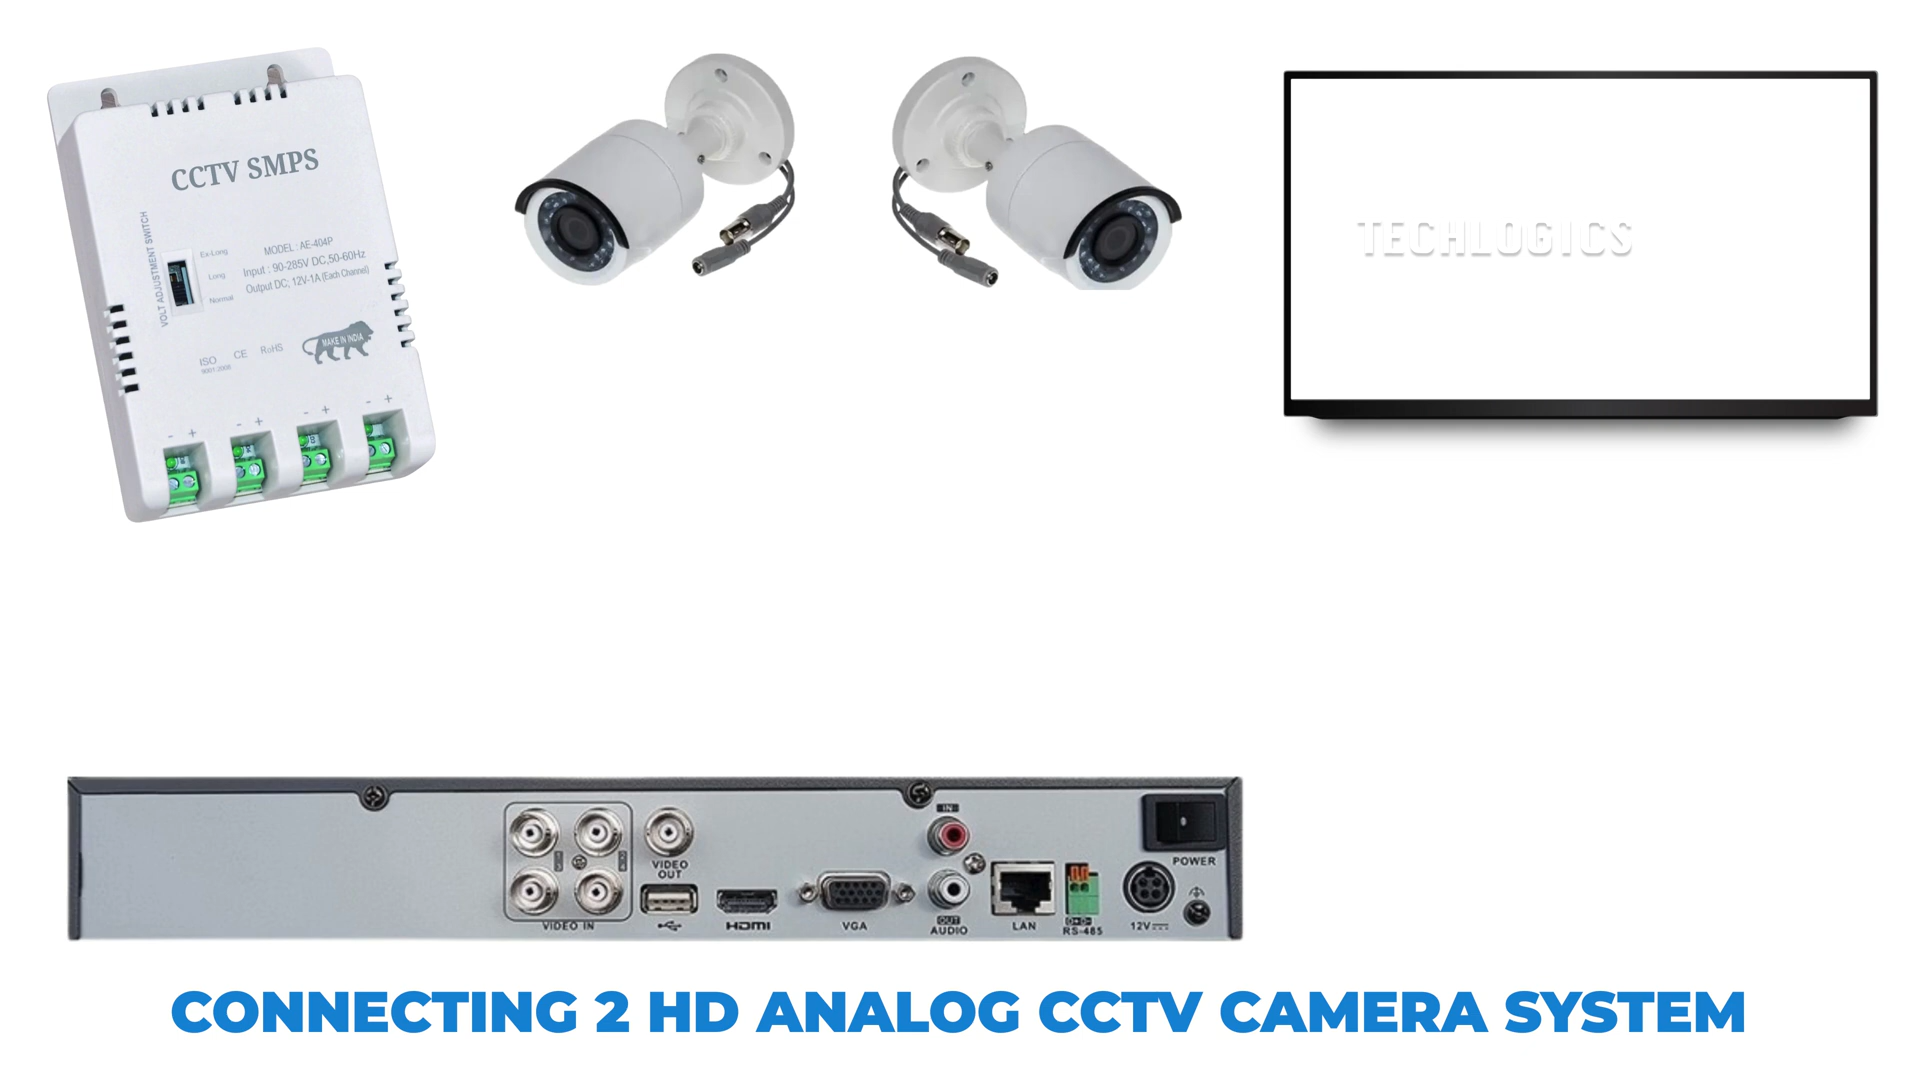 CCTV SMPS
VOLT ADJUSTMENT SWITCH
Ex-Long
Long
Normal
MODEL : AE-404P
Input : 90-285V DC,50-60Hz
Output DC; 12V-1A (Each Channel)
ISO
9001-2008
CE
RoHS
MAKE IN INDIA
- +
- +
- +
- +
TECHLOGICS
VIDEO IN
VIDEO
OUT
HDMI
VGA
IN
OUT
AUDIO
LAN
D+ D-
RS-485
POWER
12V
CONNECTING 2 HD ANALOG CCTV CAMERA SYSTEM